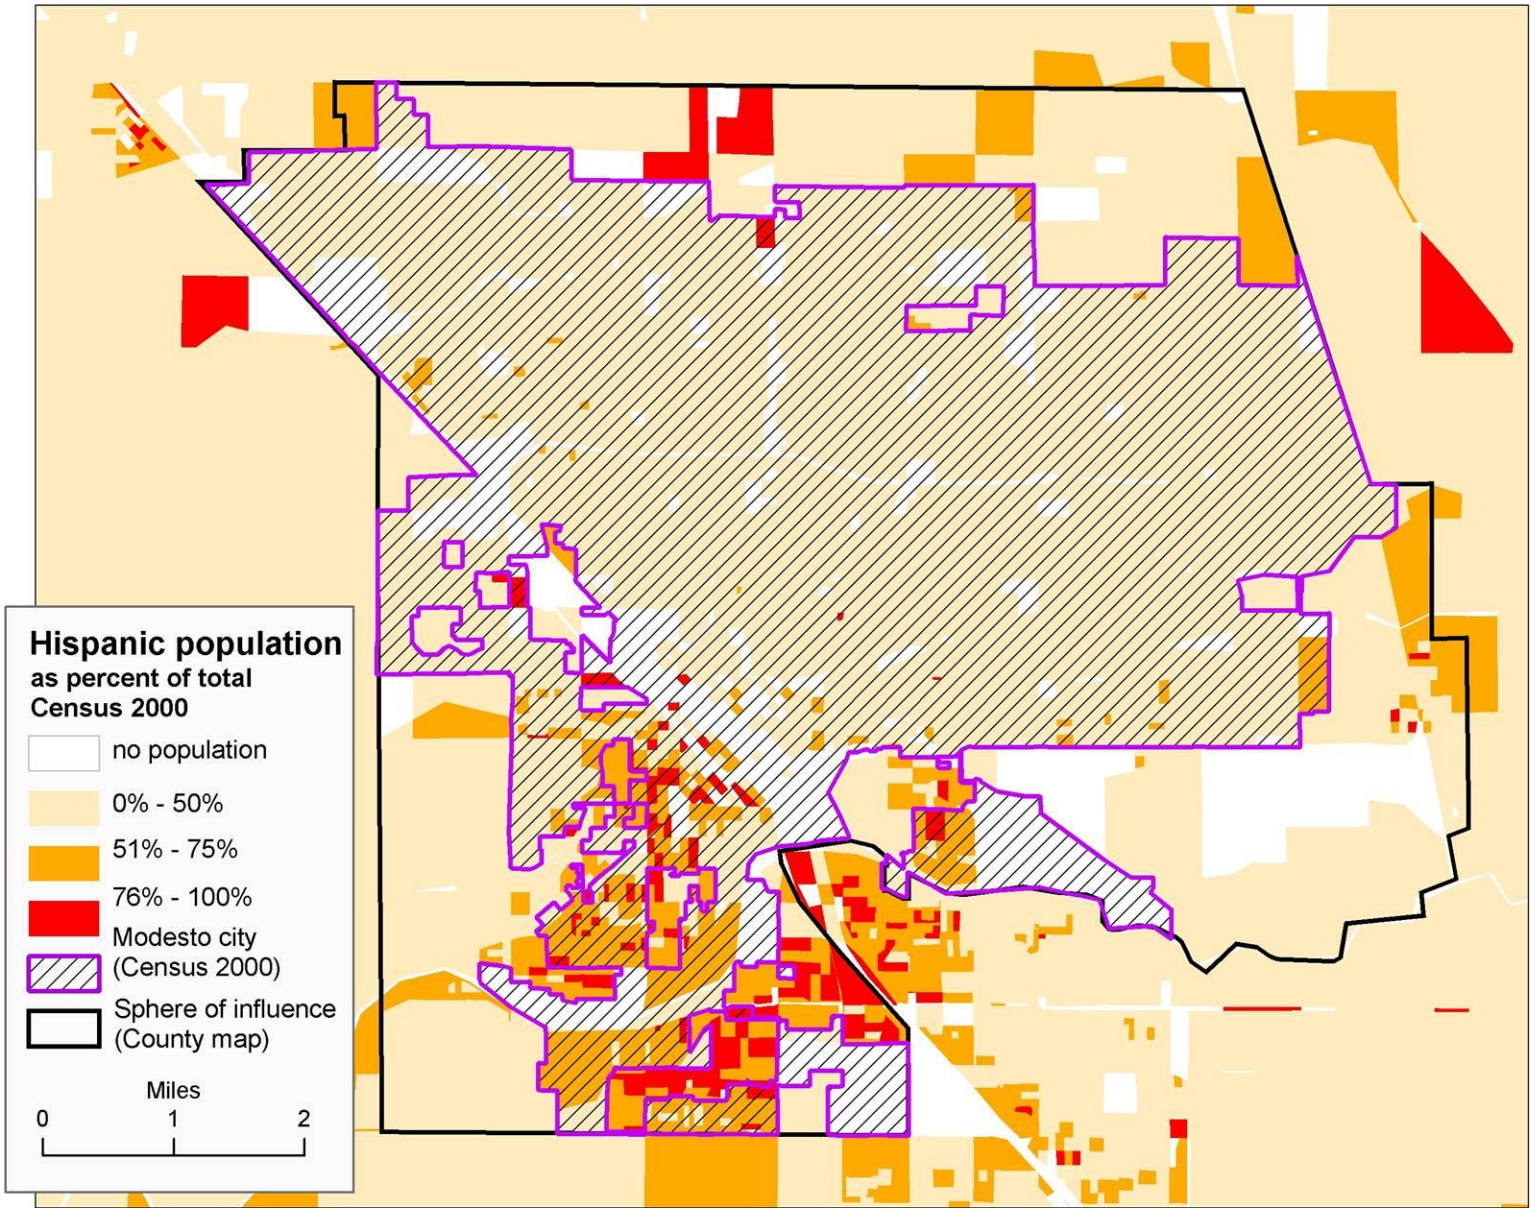 Hispanic population
as percent of total
Census 2000
no population
0% - 50%
51% - 75%
76% - 100%
Modesto city
(Census 2000)
Sphere of influence
(County map)
Miles
0 1 2